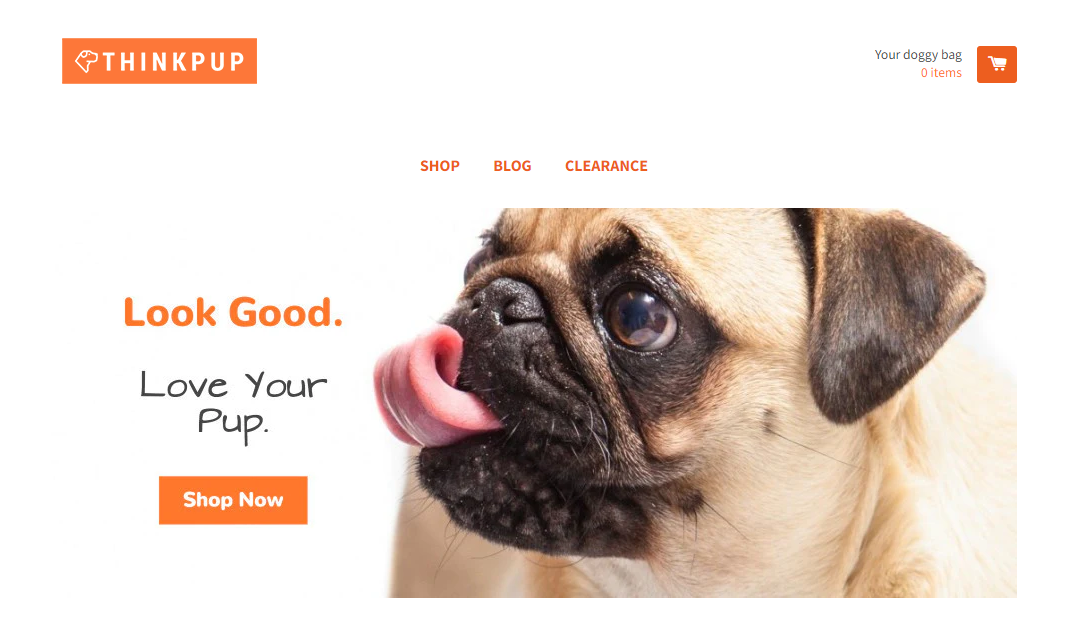 THINKPUP
Your doggy bag
0 items
SHOP BLOG CLEARANCE
Look Good.
Love Your
Pup.
Shop Now